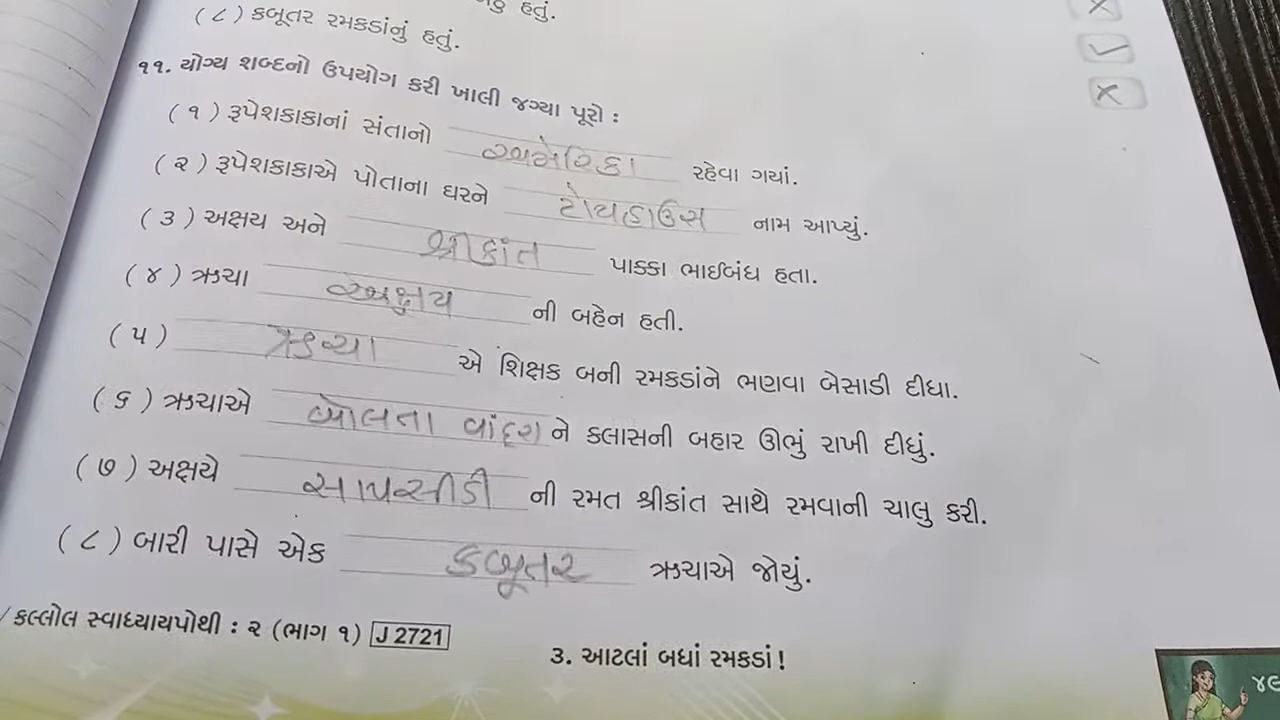 હતું.
(૮) કબૂતર રમકડાંનું હતું.
૧૧. યોગ્ય શબ્દનો ઉપયોગ કરી ખાલી જગ્યા પૂરો :
(૧) રૂપેશકાકાનાં સંતાનો અમેરિકા રહેવા ગયાં.
(૨) રૂપેશકાકાએ પોતાના ઘરને ટોયહાઉસ નામ આપ્યું.
(૩) અક્ષય અને શ્રીકાંત પાક્કા ભાઈબંધ હતા.
(૪) ઋચા અક્ષય ની બહેન હતી.
(૫) ઋચા એ શિક્ષક બની રમકડાંને ભણવા બેસાડી દીધા.
(૬) ઋચાએ બોલતા વાંદરા ને ક્લાસની બહાર ઊભું રાખી દીધું.
(૭) અક્ષયે સાપસીડી ની રમત શ્રીકાંત સાથે રમવાની ચાલુ કરી.
(૮) બારી પાસે એક કબૂતર ઋચાએ જોયું.
કલ્લોલ સ્વાધ્યાયપોથી : ૨ (ભાગ ૧) J 2721
૩. આટલાં બધાં રમકડાં!